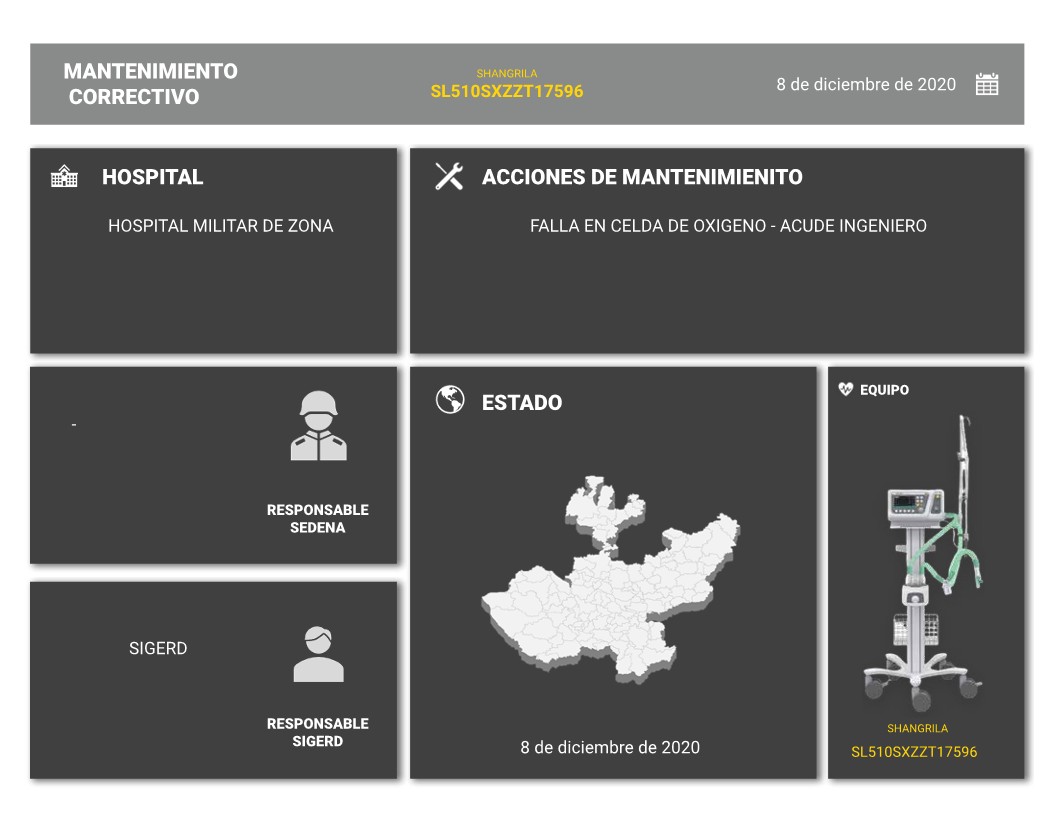 MANTENIMIENTO
CORRECTIVO
SHANGRILA
SL510SXZZT17596
8 de diciembre de 2020
HOSPITAL
HOSPITAL MILITAR DE ZONA
ACCIONES DE MANTENIMIENITO
FALLA EN CELDA DE OXIGENO - ACUDE INGENIERO
-
RESPONSABLE
SEDENA
SIGERD
RESPONSABLE
SIGERD
ESTADO
8 de diciembre de 2020
EQUIPO
SHANGRILA
SL510SXZZT17596